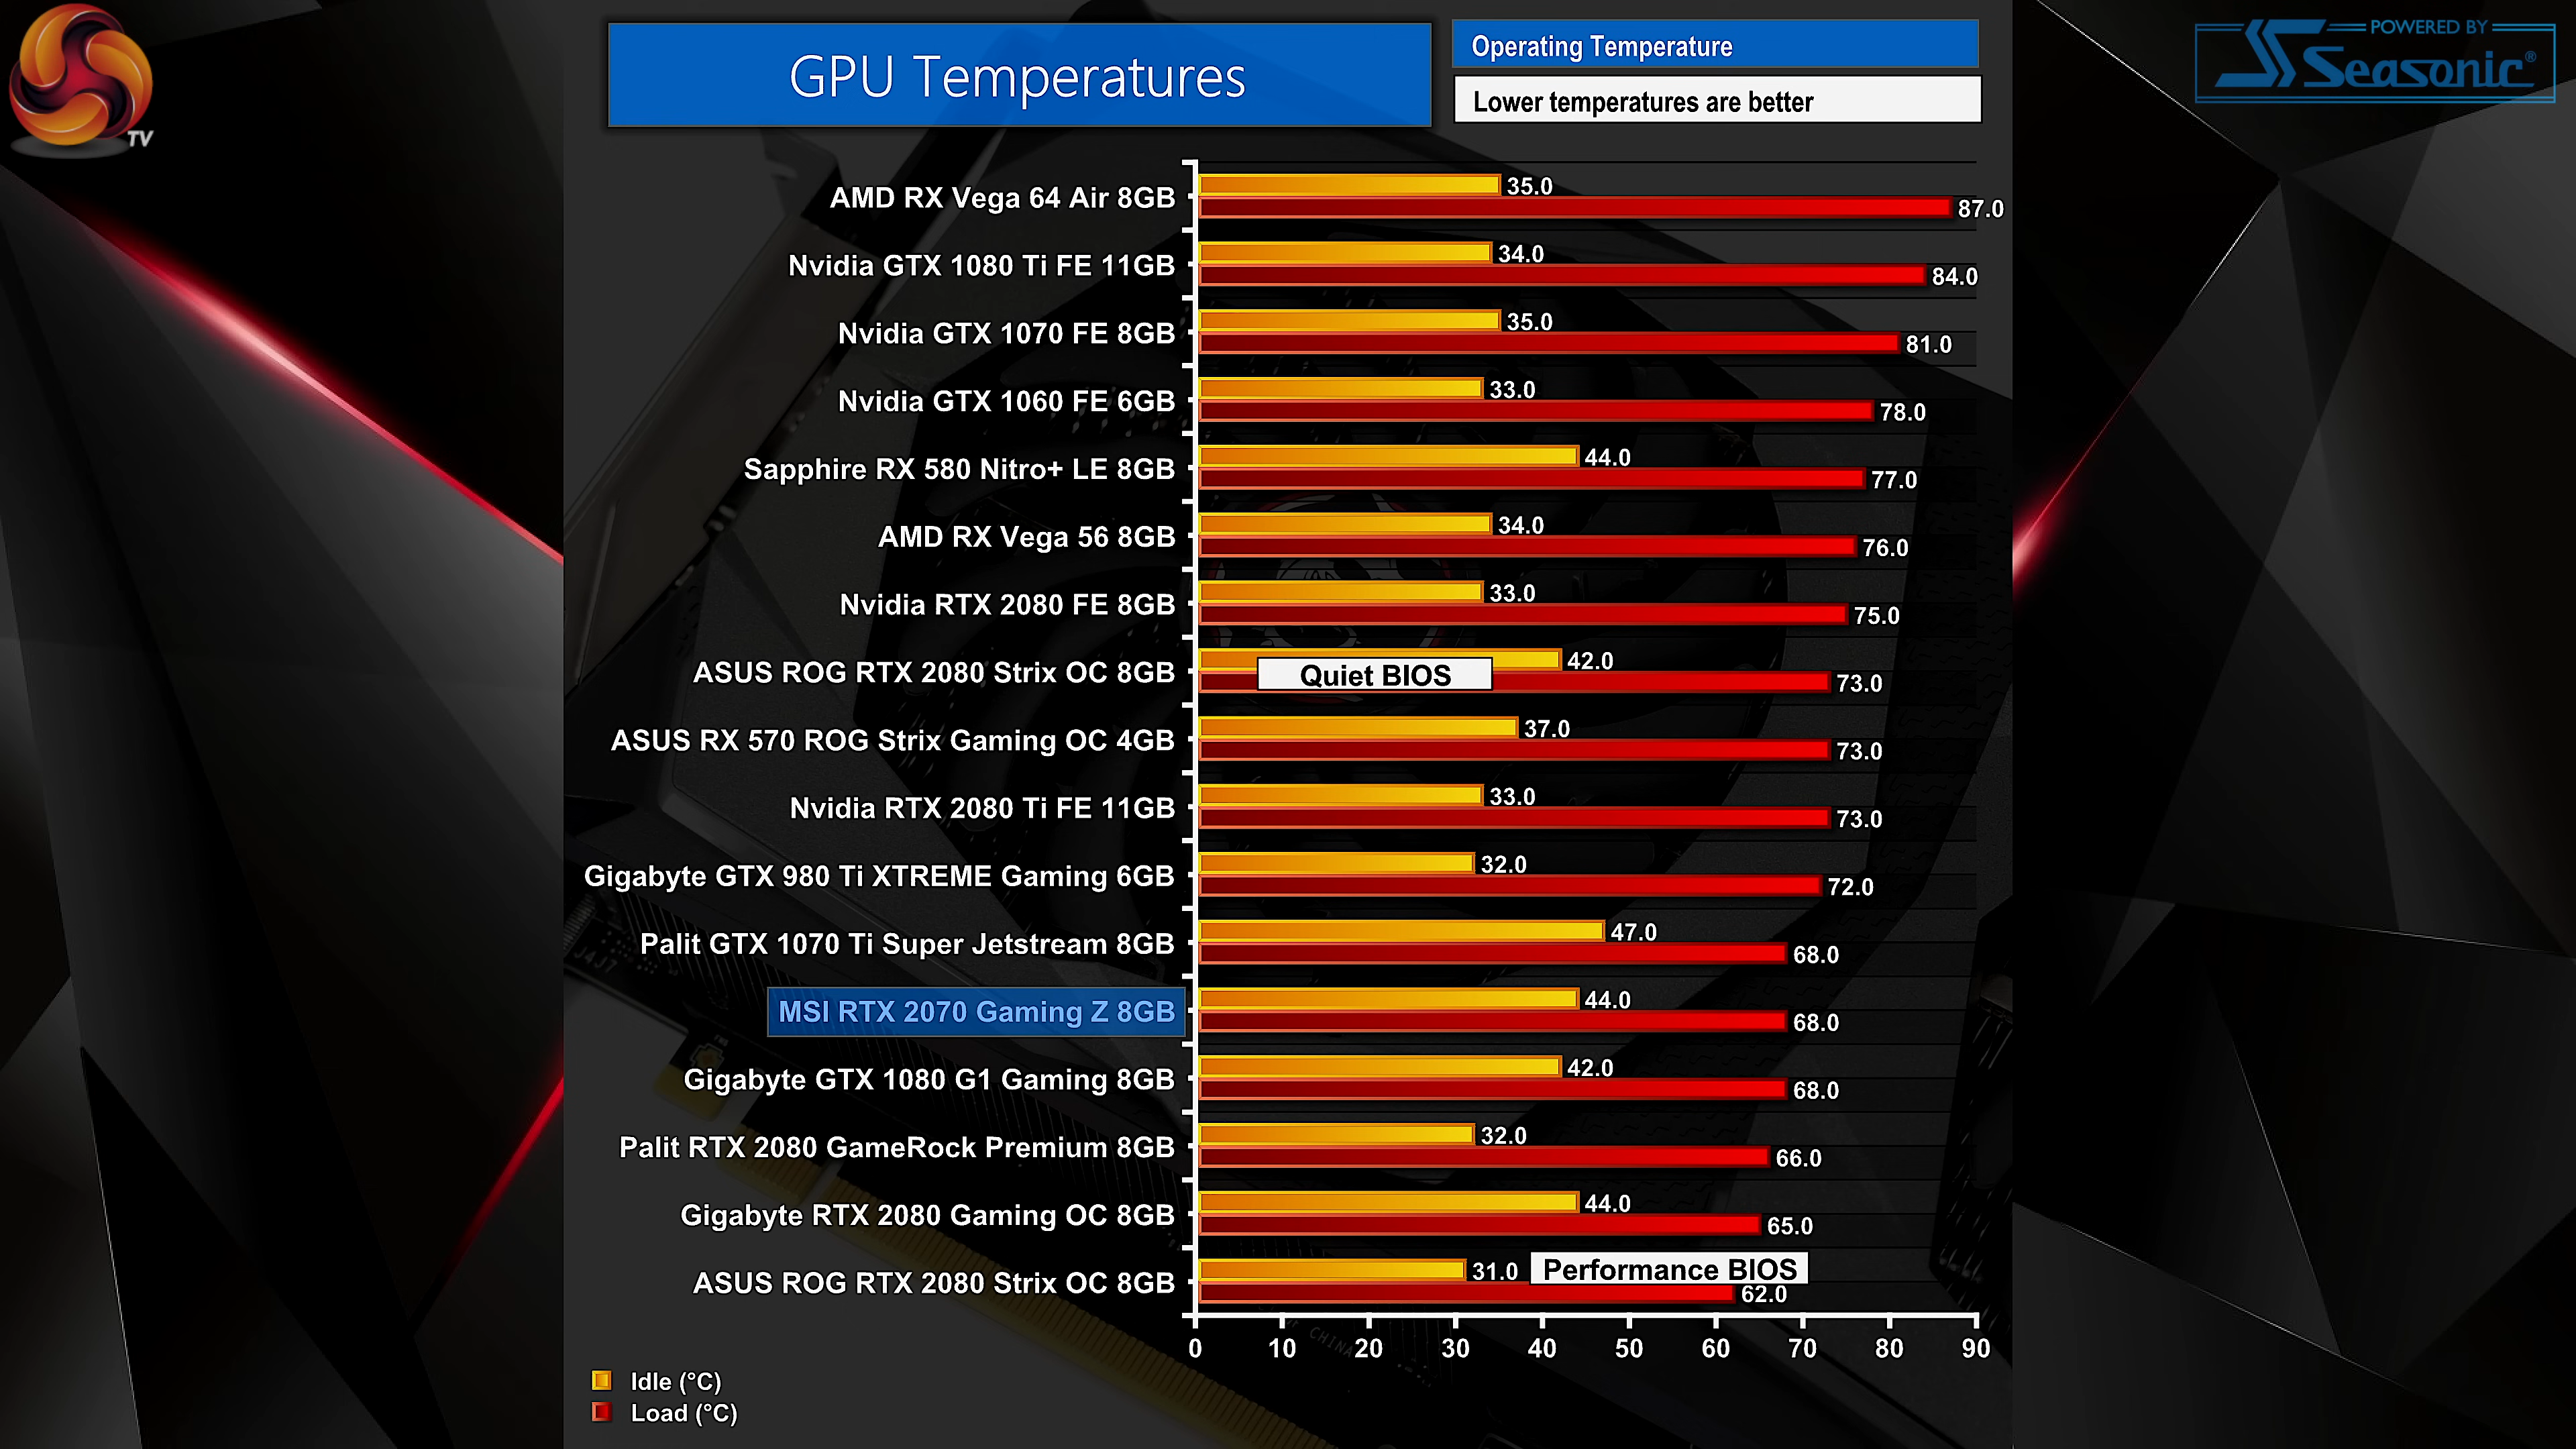 TV
GPU Temperatures
Operating Temperature
Lower temperatures are better
POWERED BY
Seasonic®
AMD RX Vega 64 Air 8GB 35.0
87.0
Nvidia GTX 1080 Ti FE 11GB 34.0
84.0
Nvidia GTX 1070 FE 8GB 35.0
81.0
Nvidia GTX 1060 FE 6GB 33.0
78.0
Sapphire RX 580 Nitro+ LE 8GB 44.0
77.0
AMD RX Vega 56 8GB 34.0
76.0
Nvidia RTX 2080 FE 8GB 33.0
75.0
ASUS ROG RTX 2080 Strix OC 8GB Quiet BIOS 42.0
73.0
ASUS RX 570 ROG Strix Gaming OC 4GB 37.0
73.0
Nvidia RTX 2080 Ti FE 11GB 33.0
73.0
Gigabyte GTX 980 Ti XTREME Gaming 6GB 32.0
72.0
Palit GTX 1070 Ti Super Jetstream 8GB 47.0
68.0
J4J7
MSI RTX 2070 Gaming Z 8GB 44.0
68.0
Gigabyte GTX 1080 G1 Gaming 8GB 42.0
68.0
Palit RTX 2080 GameRock Premium 8GB 32.0
66.0
Gigabyte RTX 2080 Gaming OC 8GB 44.0
65.0
ASUS ROG RTX 2080 Strix OC 8GB 31.0 Performance BIOS
62.0
0 10 20 30 40 50 60 70 80 90
CHINA
Idle (°C)
Load (°C)